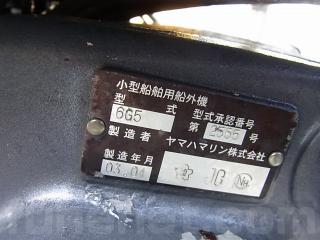 小型船舶用船外機
型式 6G5 型式承認番号
第 2555 号
製造者 ヤマハマリン株式会社
製造年月
03.01